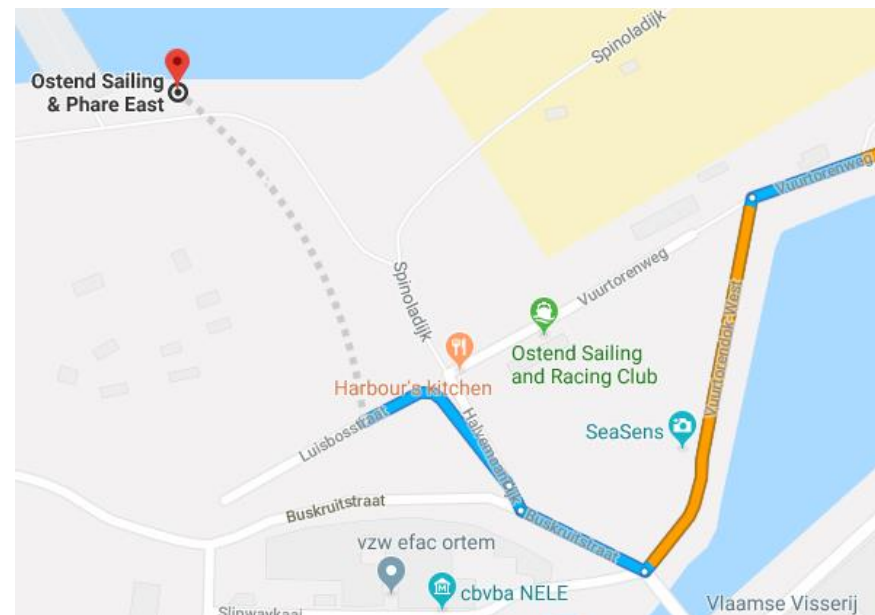 Ostend Sailing
& Phare East
Spinoladijk
Vuurtorenweg
Spinoladijk
Vuurtorenweg
Ostend Sailing
and Racing Club
Harbour's kitchen
Vuurtorendok-West
SeaSens
Luisbosstraat
Halvemaandijk
Buskruitstraat
Buskruitstraat
vzw efac ortem
cbvba NELE
Slipwaykaai
Vlaamse Visserij